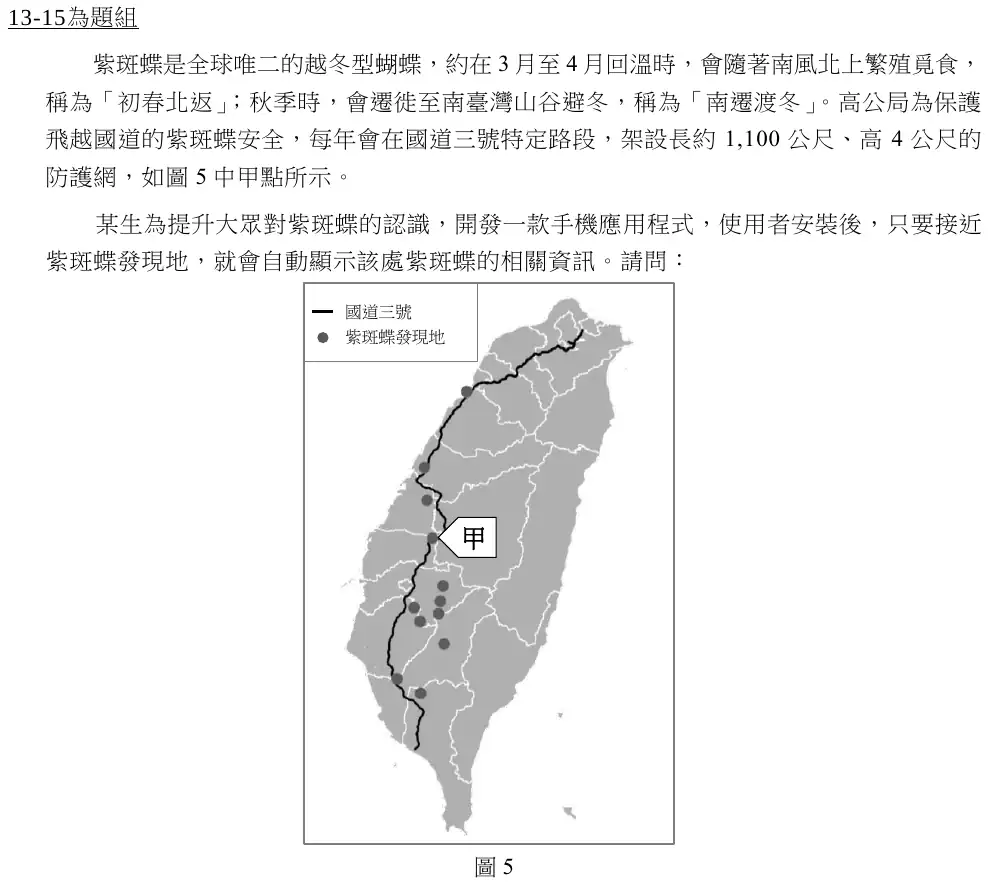 13-15為題組
紫斑蝶是全球唯二的越冬型蝴蝶，約在 3 月至 4 月回溫時，會隨著南風北上繁殖覓食，
稱為「初春北返」；秋季時，會遷徙至南臺灣山谷避冬，稱為「南遷渡冬」。高公局為保護
飛越國道的紫斑蝶安全，每年會在國道三號特定路段，架設長約 1,100 公尺、高 4 公尺的
防護網，如圖 5 中甲點所示。
某生為提升大眾對紫斑蝶的認識，開發一款手機應用程式，使用者安裝後，只要接近
紫斑蝶發現地，就會自動顯示該處紫斑蝶的相關資訊。請問：
國道三號
紫斑蝶發現地
甲
圖 5